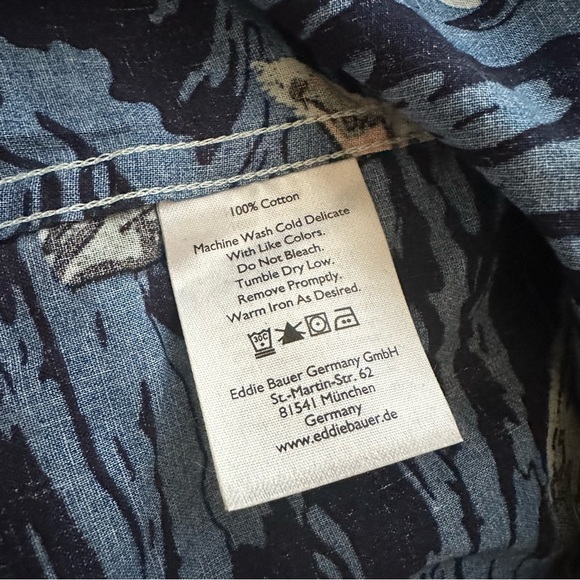 100% Cotton
Machine Wash Cold Delicate
With Like Colors.
Do Not Bleach.
Tumble Dry Low.
Remove Promptly.
Warm Iron As Desired.
30C
Eddie Bauer Germany GmbH
St.-Martin-Str. 62
81541 München
Germany
www.eddiebauer.de